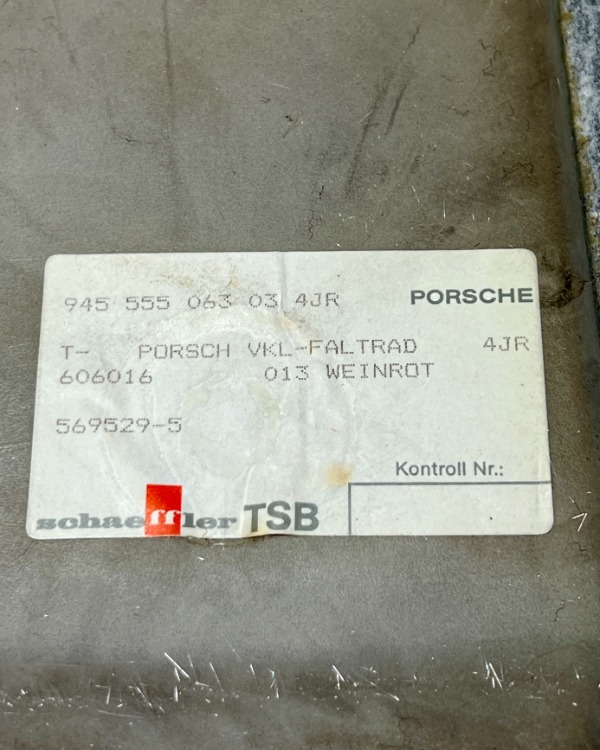 945 555 063 03 4JR PORSCHE
T- PORSCH VKL-FALTRAD 4JR
606016 013 WEINROT
569529-5
Kontroll Nr.:
schaeffler TSB